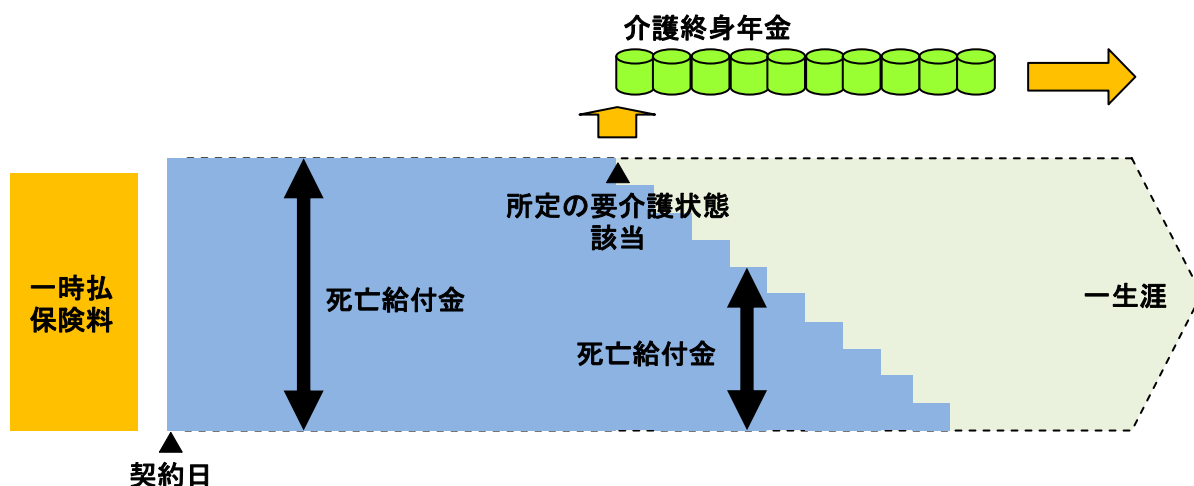 介護終身年金
所定の要介護状態
該当
一時払
保険料
死亡給付金
死亡給付金
一生涯
契約日